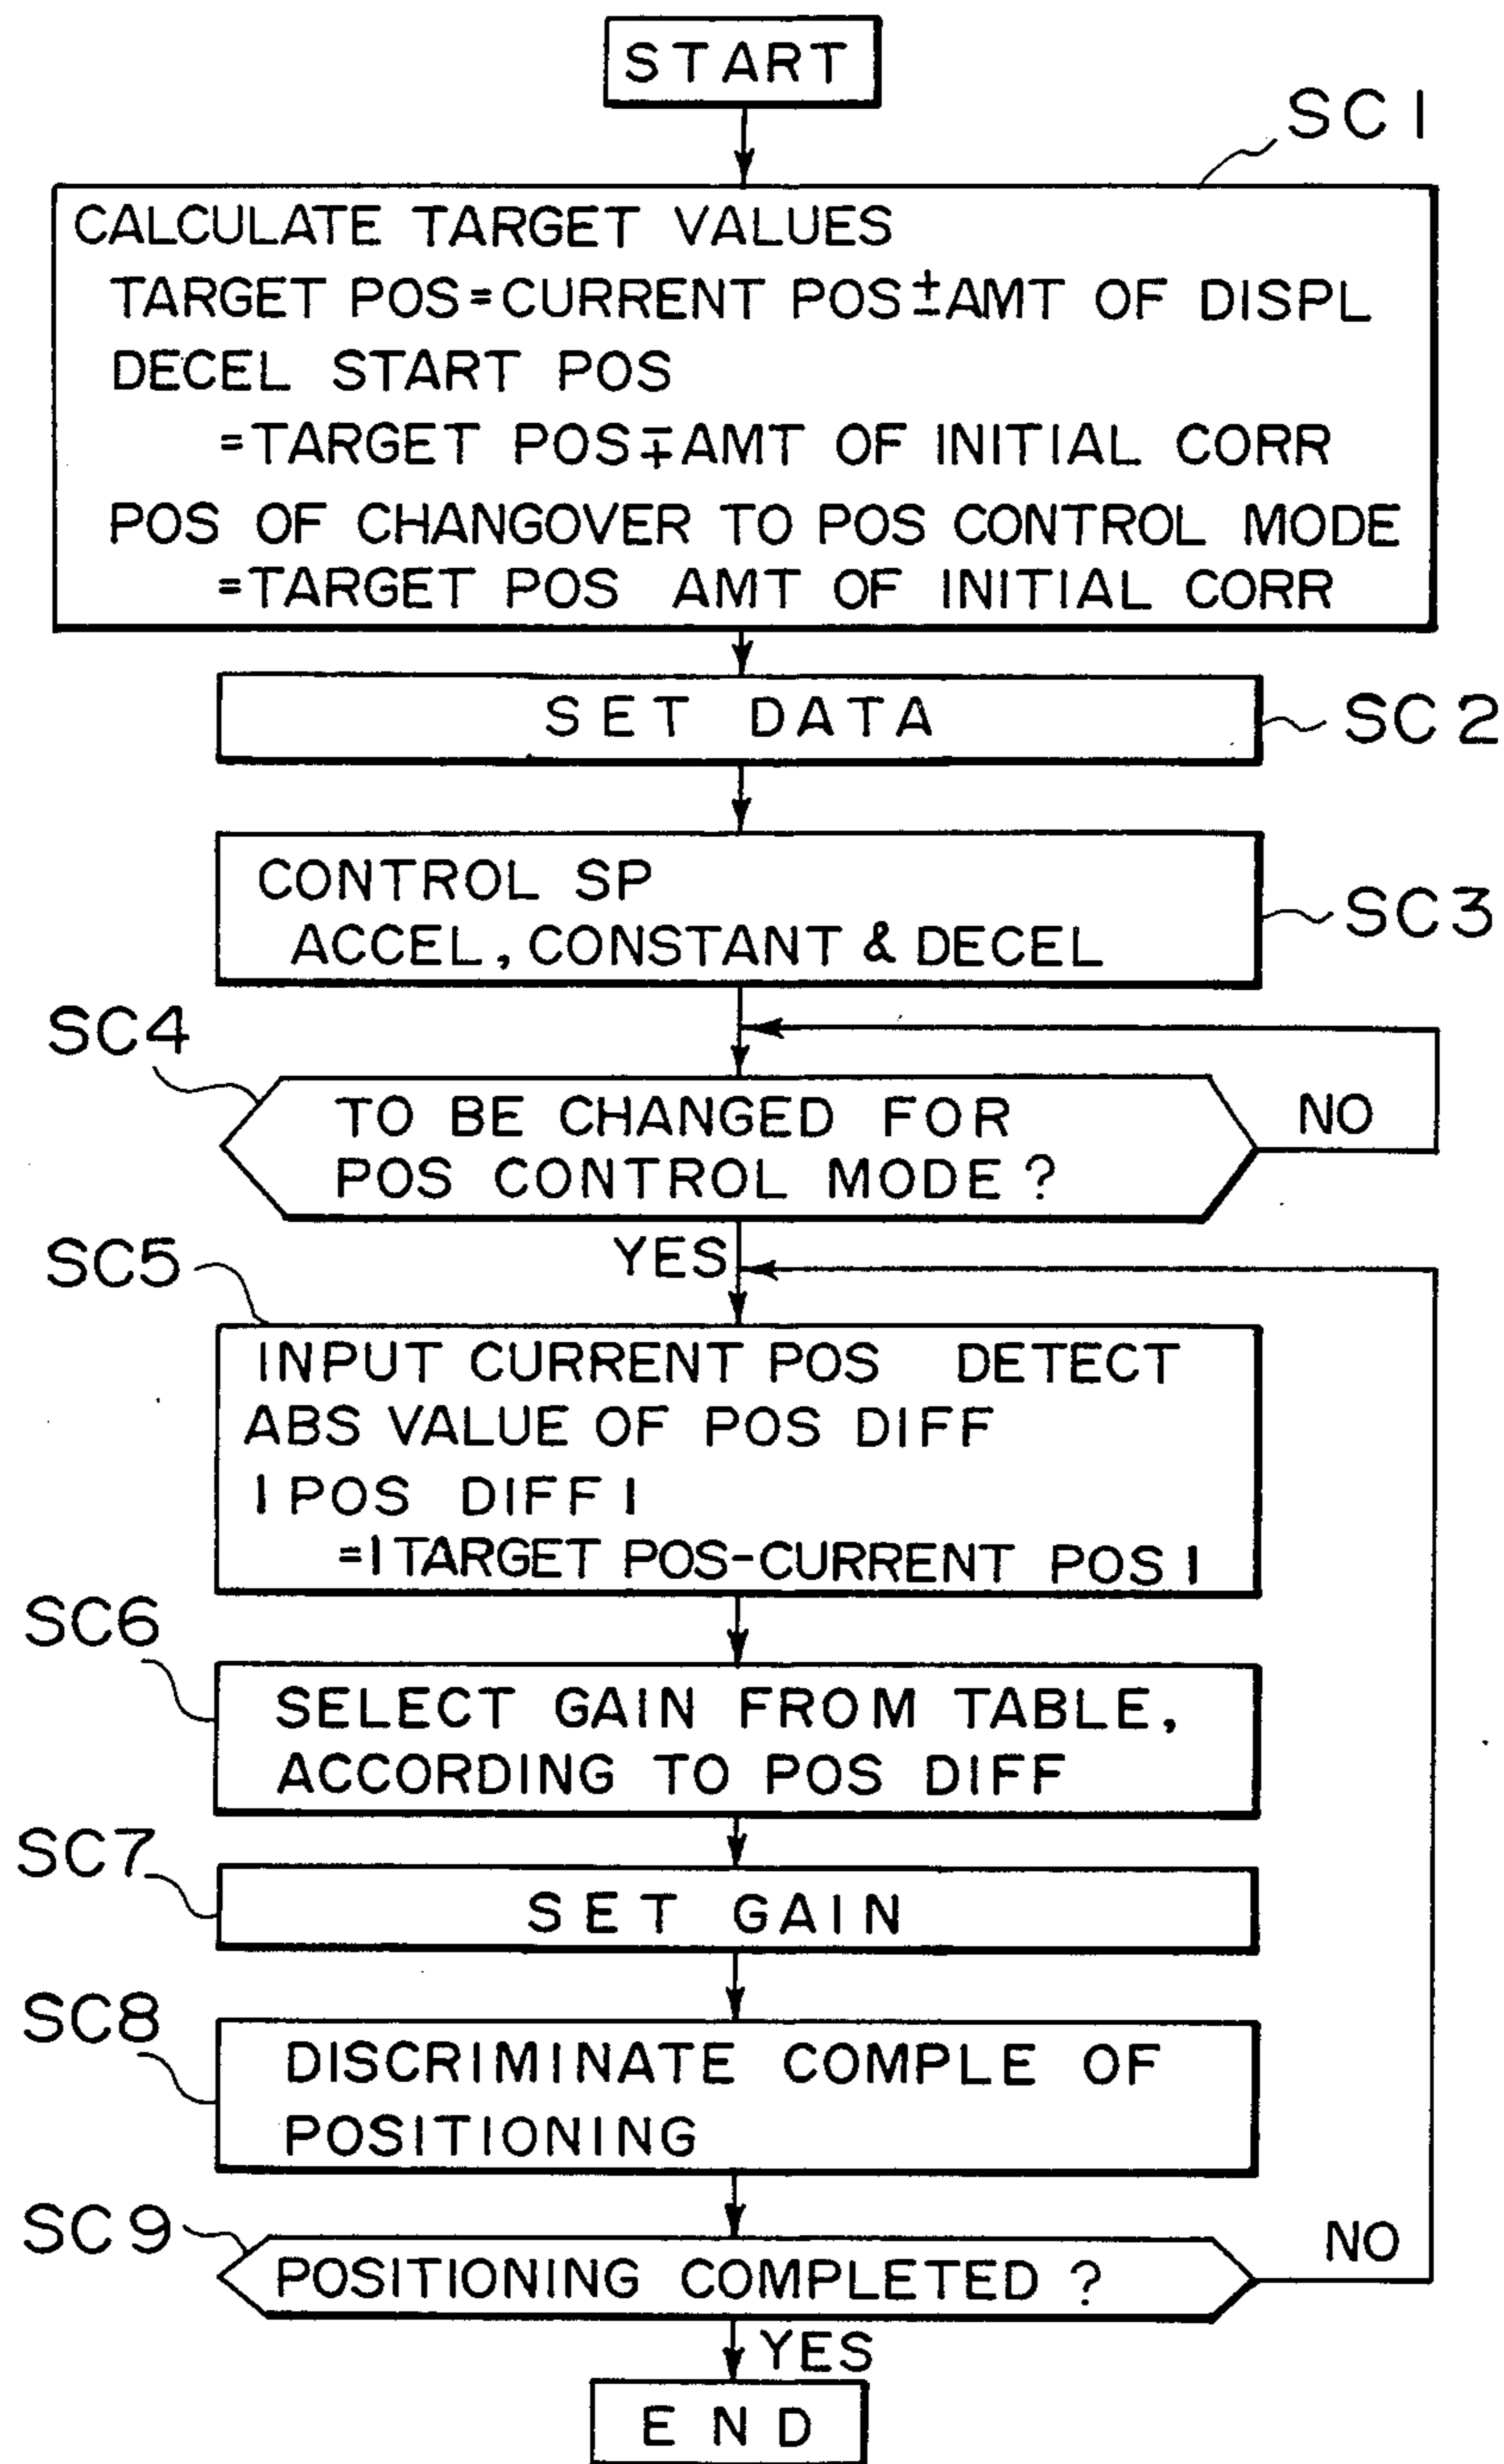 START
SC1
CALCULATE TARGET VALUES
TARGET POS=CURRENT POS±AMT OF DISPL
DECEL START POS
=TARGET POS∓AMT OF INITIAL CORR
POS OF CHANGOVER TO POS CONTROL MODE
=TARGET POS AMT OF INITIAL CORR
SET DATA
SC2
CONTROL SP
ACCEL, CONSTANT & DECEL
SC3
SC4
TO BE CHANGED FOR
POS CONTROL MODE?
NO
YES
SC5
INPUT CURRENT POS DETECT
ABS VALUE OF POS DIFF
|POS DIFF|
=|TARGET POS-CURRENT POS|
SC6
SELECT GAIN FROM TABLE,
ACCORDING TO POS DIFF
SC7
SET GAIN
SC8
DISCRIMINATE COMPLE OF
POSITIONING
SC9
POSITIONING COMPLETED?
NO
YES
END